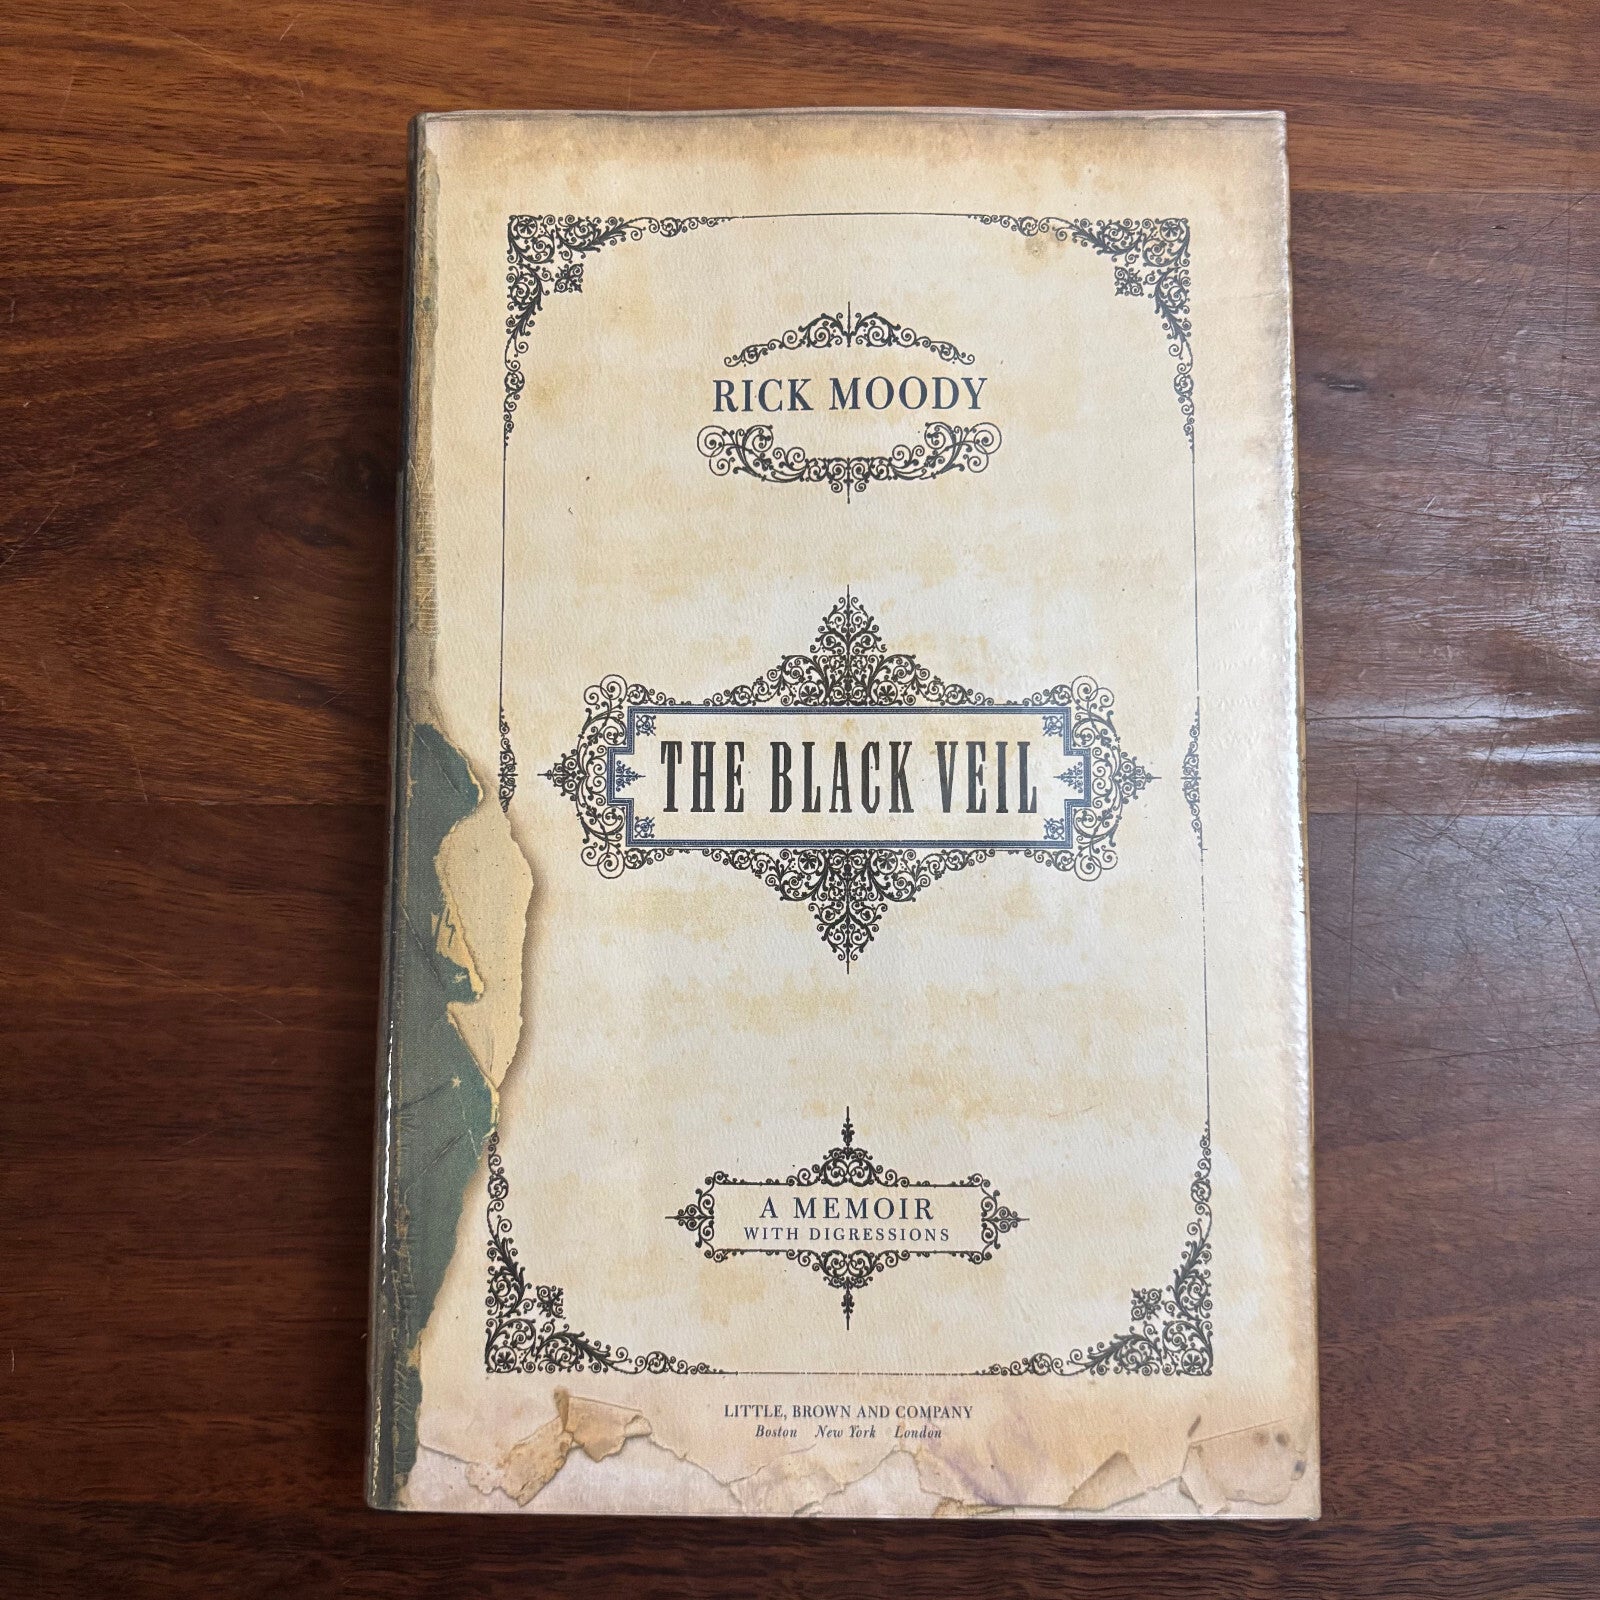 RICK MOODY
THE BLACK VEIL
A MEMOIR
WITH DIGRESSIONS
LITTLE, BROWN AND COMPANY
Boston New York London